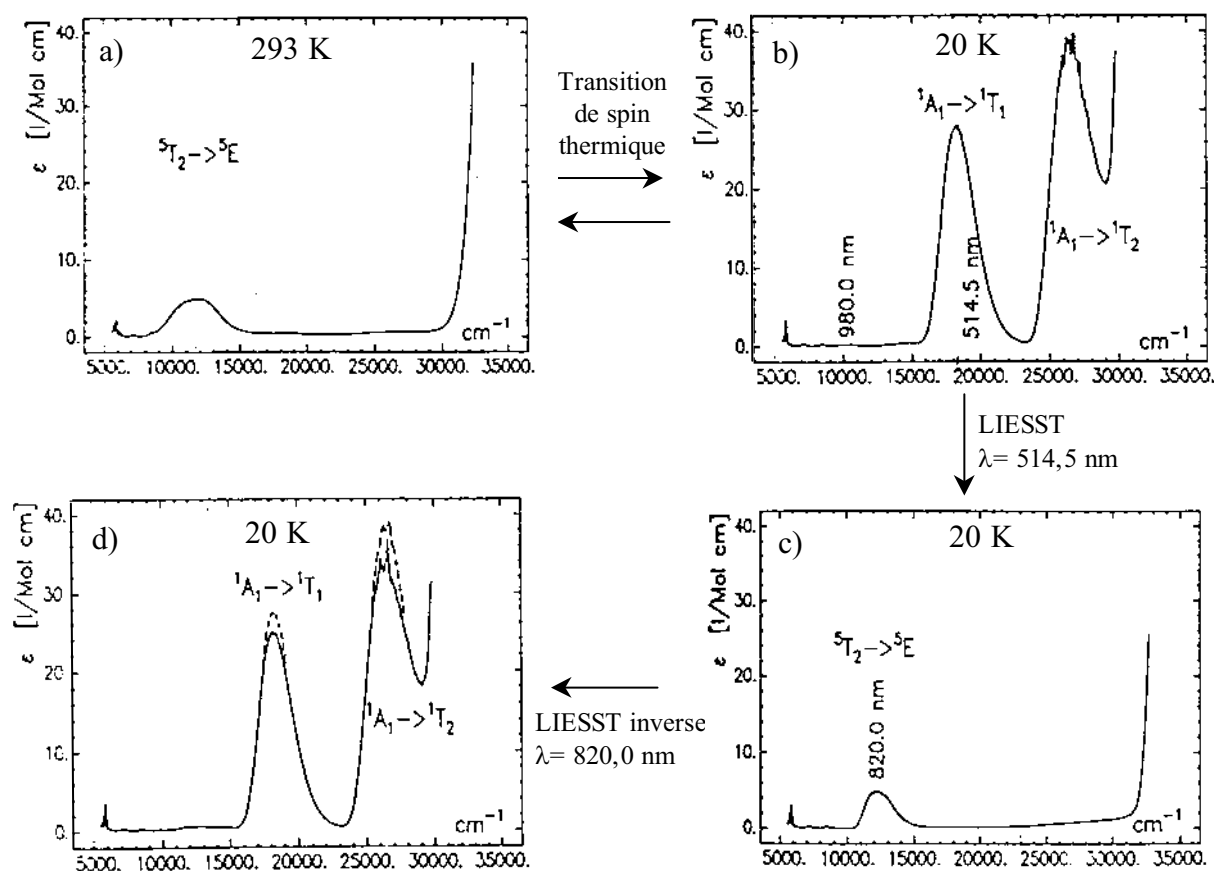 a)
293 K
ε [l/Mol cm]
40.
30.
20.
10.
0.
⁵T₂->⁵E
cm⁻¹
5000. 10000. 15000. 20000. 25000. 30000. 35000.
Transition
de spin
thermique
b)
20 K
ε [l/Mol cm]
40.
30.
20.
10.
0.
¹A₁->¹T₁
¹A₁->¹T₂
980.0 nm
514.5 nm
cm⁻¹
5000. 10000. 15000. 20000. 25000. 30000. 35000.
LIESST
λ= 514,5 nm
d)
20 K
ε [l/Mol cm]
40.
30.
20.
10.
0.
¹A₁->¹T₁
¹A₁->¹T₂
cm⁻¹
5000. 10000. 15000. 20000. 25000. 30000. 35000.
LIESST inverse
λ= 820,0 nm
c)
20 K
ε [l/Mol cm]
40.
30.
20.
10.
0.
⁵T₂->⁵E
820.0 nm
cm⁻¹
5000. 10000. 15000. 20000. 25000. 30000. 35000.